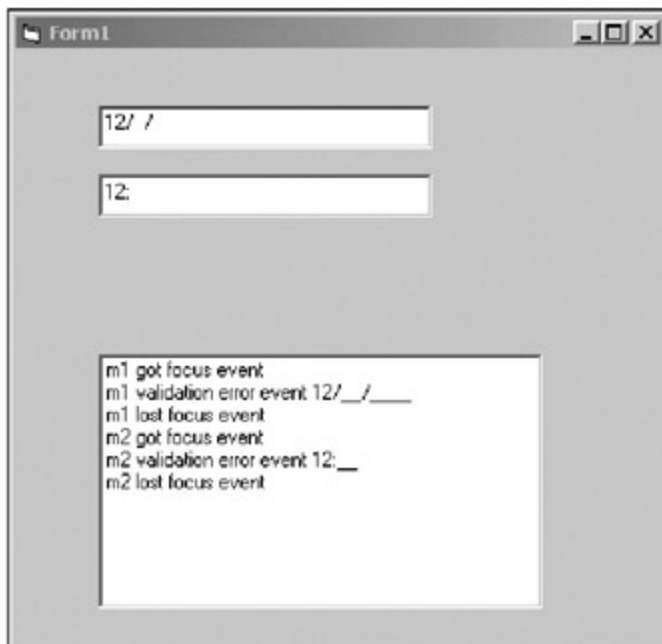 Form1
12/ /
12:
m1 got focus event
m1 validation error event 12/__/____
m1 lost focus event
m2 got focus event
m2 validation error event 12:__
m2 lost focus event